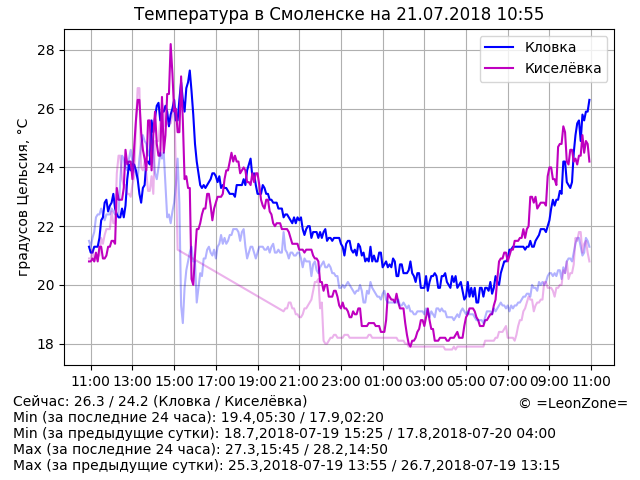 Температура в Смоленске на 21.07.2018 10:55
Кловка
Киселёвка
градусов Цельсия, °C
28
26
24
22
20
18
11:00 13:00 15:00 17:00 19:00 21:00 23:00 01:00 03:00 05:00 07:00 09:00 11:00
Сейчас: 26.3 / 24.2 (Кловка / Киселёвка)
© =LeonZone=
Min (за последние 24 часа): 19.4,05:30 / 17.9,02:20
Min (за предыдущие сутки): 18.7,2018-07-19 15:25 / 17.8,2018-07-20 04:00
Max (за последние 24 часа): 27.3,15:45 / 28.2,14:50
Max (за предыдущие сутки): 25.3,2018-07-19 13:55 / 26.7,2018-07-19 13:15